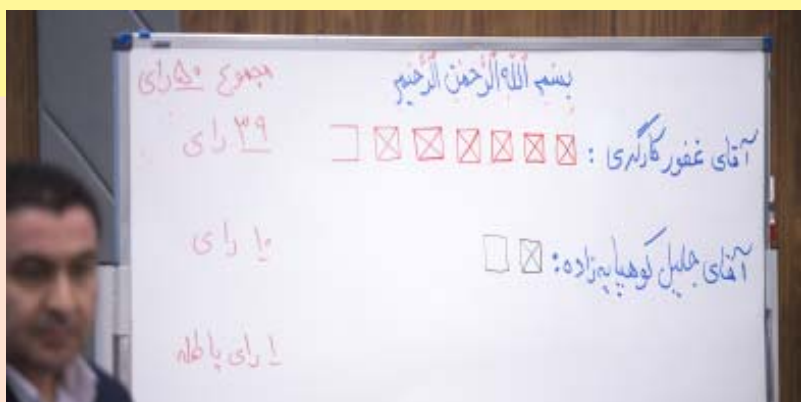 بسم الله الرحمن الرحیم
مجموع ۵۰ رای
آقای غفور کارگری :
۳۹ رای
آقای جلیل کوهپایه‌زاده :
۱۰ رای
۱ رای باطله